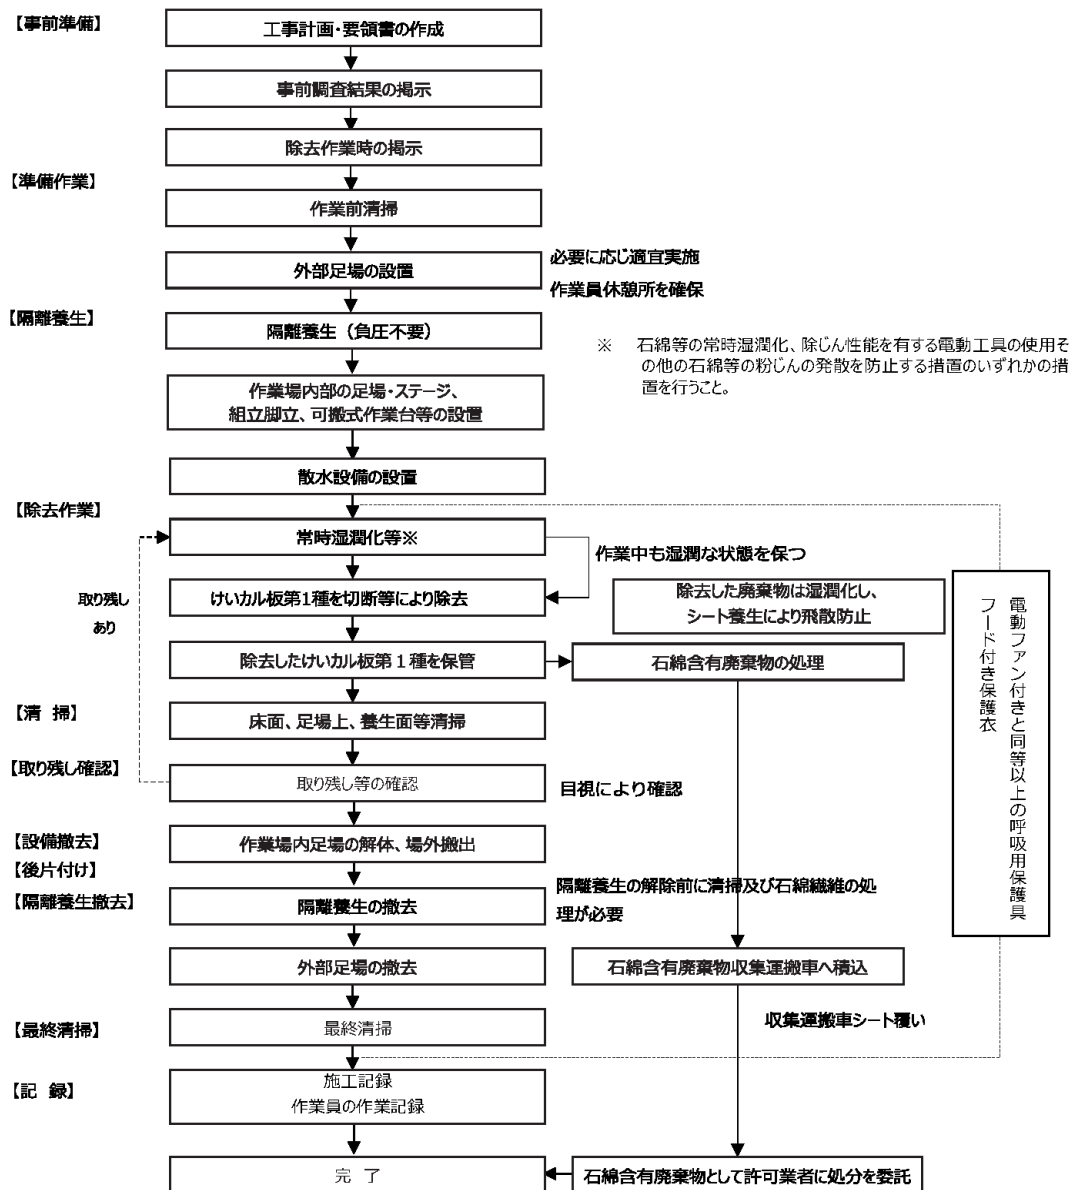 【事前準備】
工事計画・要領書の作成
事前調査結果の掲示
除去作業時の掲示
【準備作業】
作業前清掃
外部足場の設置
必要に応じ適宜実施
作業員休憩所を確保
【隔離養生】
隔離養生（負圧不要）
※ 石綿等の常時湿潤化、除じん性能を有する電動工具の使用そ
の他の石綿等の粉じんの発散を防止する措置のいずれかの措
置を行うこと。
作業場内部の足場・ステージ、
組立脚立、可搬式作業台等の設置
散水設備の設置
【除去作業】
常時湿潤化等※
作業中も湿潤な状態を保つ
取り残し
あり
けいカル板第1種を切断等により除去
除去した廃棄物は湿潤化し、
シート養生により飛散防止
電動ファン付きと同等以上の呼吸用保護具
フード付き保護衣
除去したけいカル板第１種を保管
石綿含有廃棄物の処理
【清 掃】
床面、足場上、養生面等清掃
【取り残し確認】
取り残し等の確認
目視により確認
【設備撤去】
作業場内足場の解体、場外搬出
【後片付け】
【隔離養生撤去】
隔離養生の撤去
隔離養生の解除前に清掃及び石綿繊維の処
理が必要
外部足場の撤去
石綿含有廃棄物収集運搬車へ積込
収集運搬車シート覆い
【最終清掃】
最終清掃
【記 録】
施工記録
作業員の作業記録
完 了
石綿含有廃棄物として許可業者に処分を委託